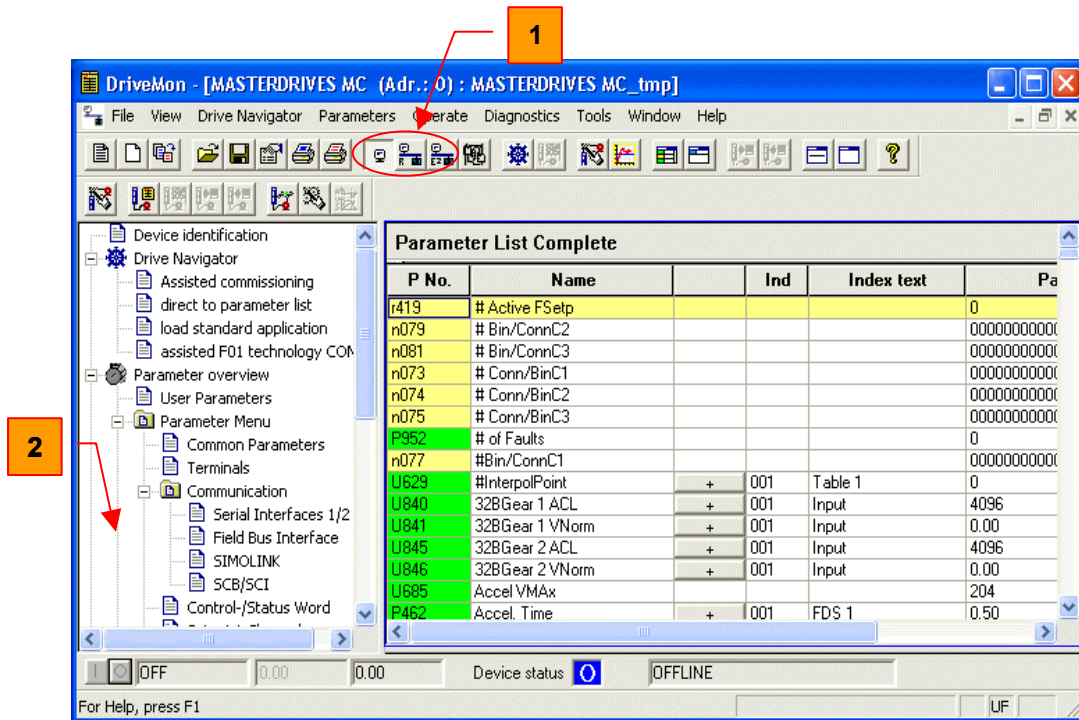 1
DriveMon - [MASTERDRIVES MC (Adr.: 0) : MASTERDRIVES MC_tmp]
File View Drive Navigator Parameters Operate Diagnostics Tools Window Help
Device identification
Drive Navigator
Assisted commissioning
direct to parameter list
load standard application
assisted F01 technology COM
Parameter overview
User Parameters
Parameter Menu
Common Parameters
Terminals
Communication
Serial Interfaces 1/2
Field Bus Interface
SIMOLINK
SCB/SCI
Control-/Status Word
2
Parameter List Complete
P No. Name Ind Index text Pa
r419 # Active FSetp 0
n079 # Bin/ConnC2 00000000000
n081 # Bin/ConnC3 00000000000
n073 # Conn/BinC1 00000000000
n074 # Conn/BinC2 00000000000
n075 # Conn/BinC3 00000000000
P952 # of Faults 0
n077 #Bin/ConnC1 00000000000
U629 #InterpolPoint + 001 Table 1 0
U840 32BGear 1 ACL + 001 Input 4096
U841 32BGear 1 VNorm + 001 Input 0.00
U845 32BGear 2 ACL + 001 Input 4096
U846 32BGear 2 VNorm + 001 Input 0.00
U685 Accel VMAx 204
P462 Accel. Time + 001 FDS 1 0.50
OFF 0.00 0.00 Device status OFFLINE
For Help, press F1 UF